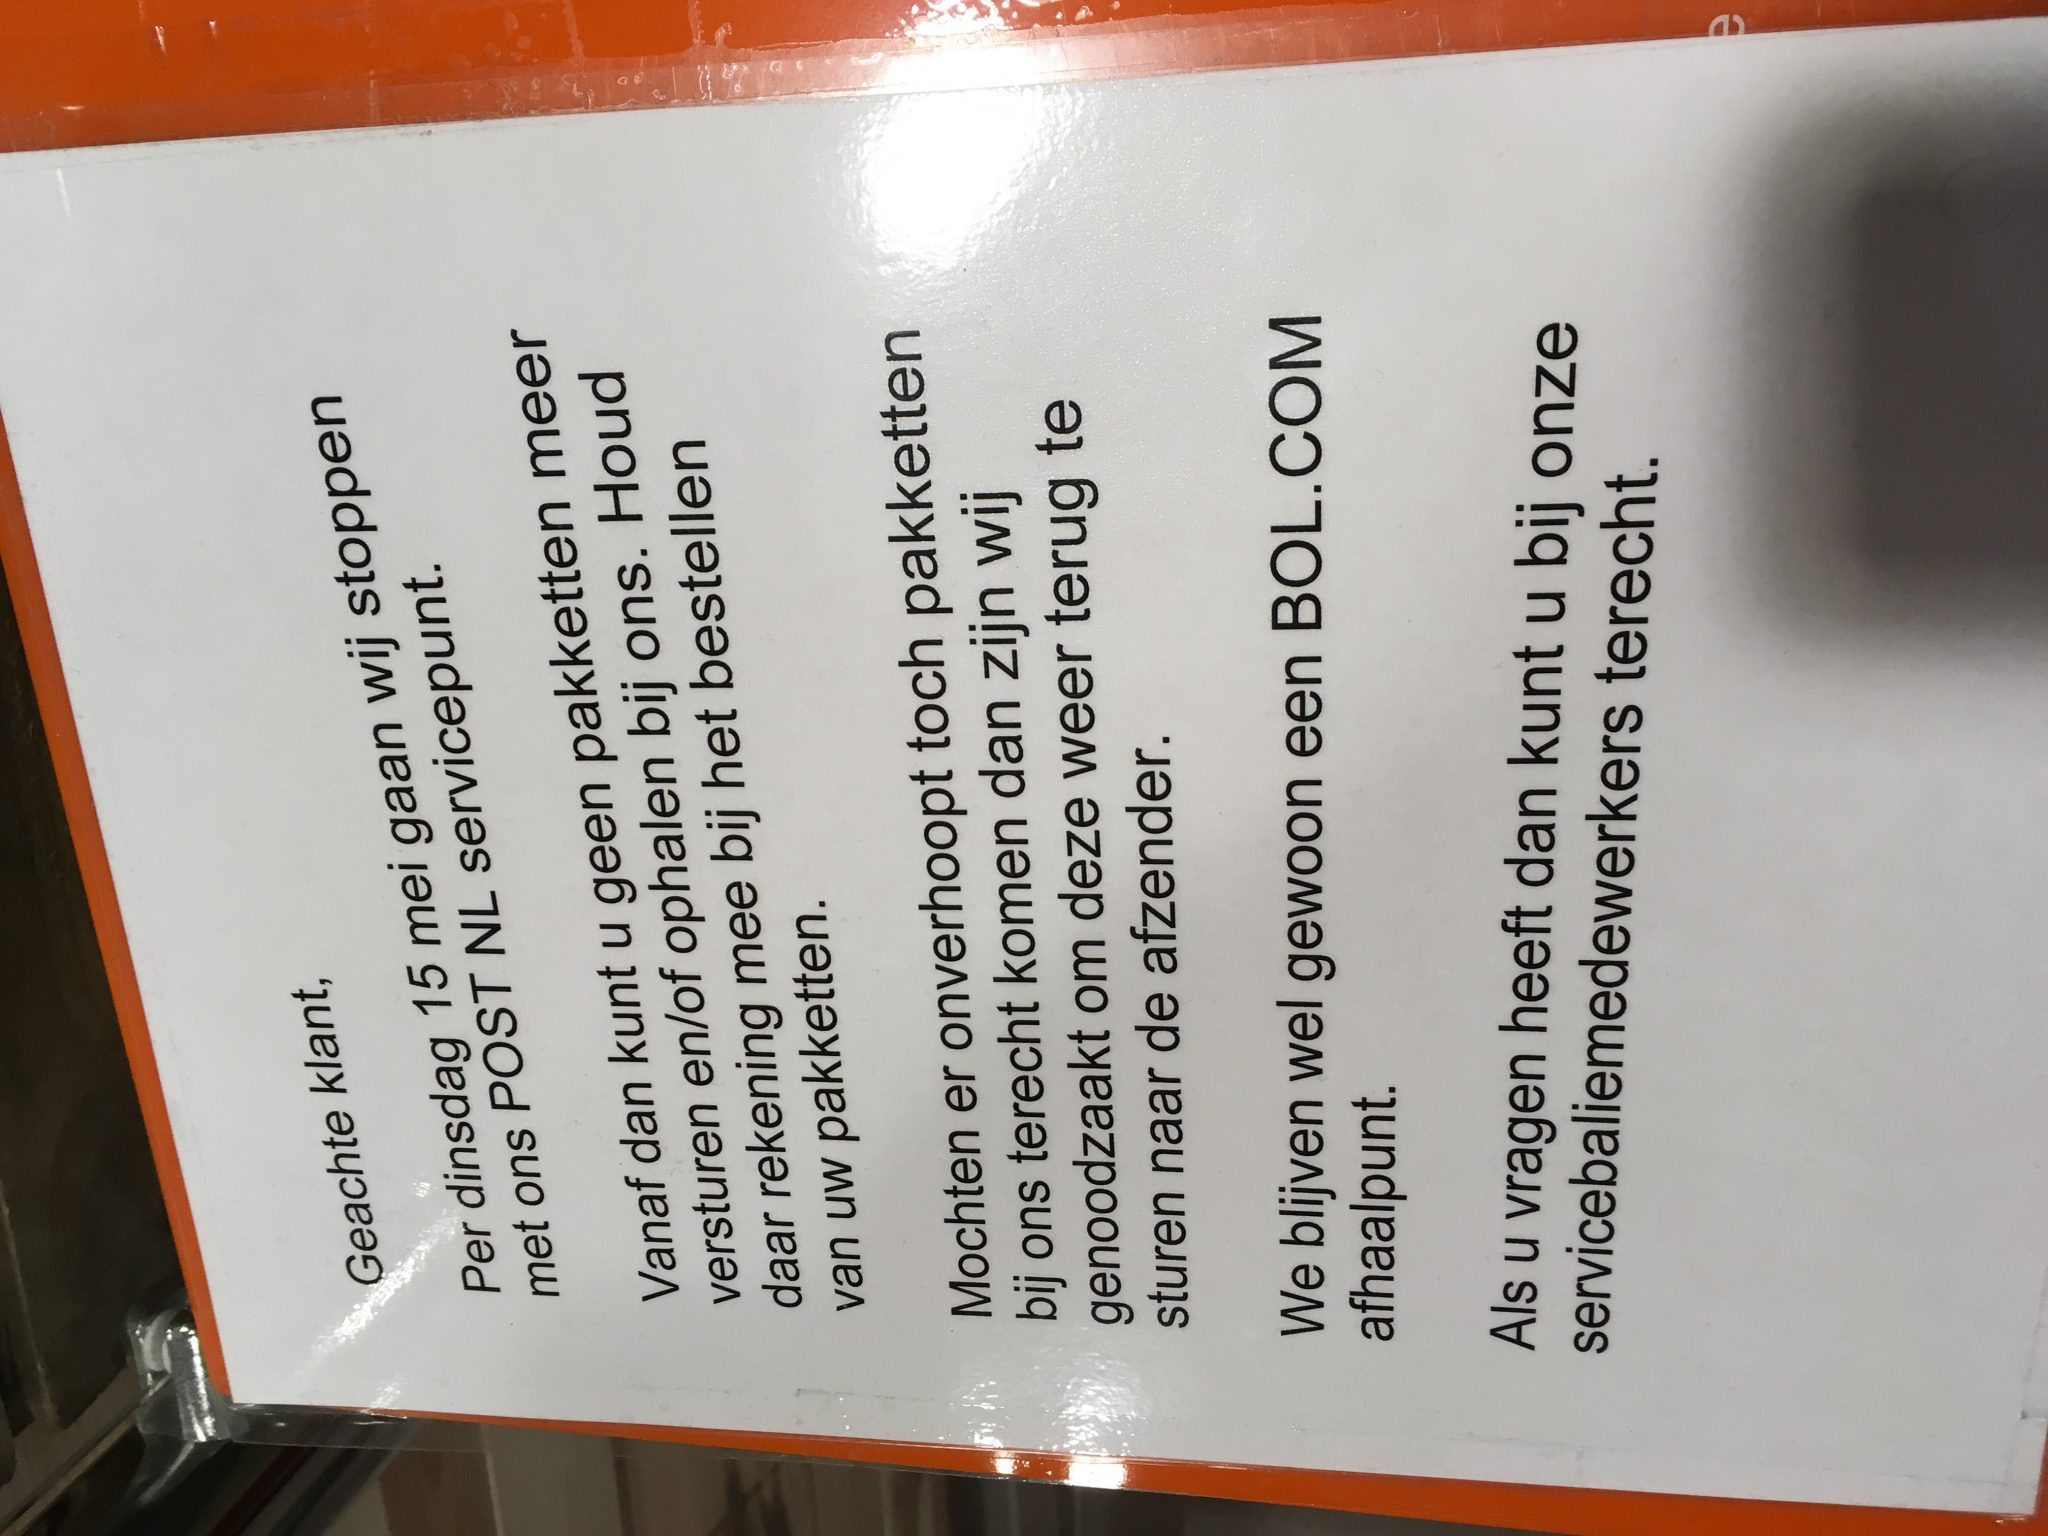 Geachte klant,
Per dinsdag 15 mei gaan wij stoppen
met ons POST NL servicepunt.
Vanaf dan kunt u geen pakketten meer
versturen en/of ophalen bij ons. Houd
daar rekening mee bij het bestellen
van uw pakketten.
Mochten er onverhoopt toch pakketten
bij ons terecht komen dan zijn wij
genoodzaakt om deze weer terug te
sturen naar de afzender.
We blijven wel gewoon een BOL.COM
afhaalpunt.
Als u vragen heeft dan kunt u bij onze
servicebaliemedewerkers terecht.